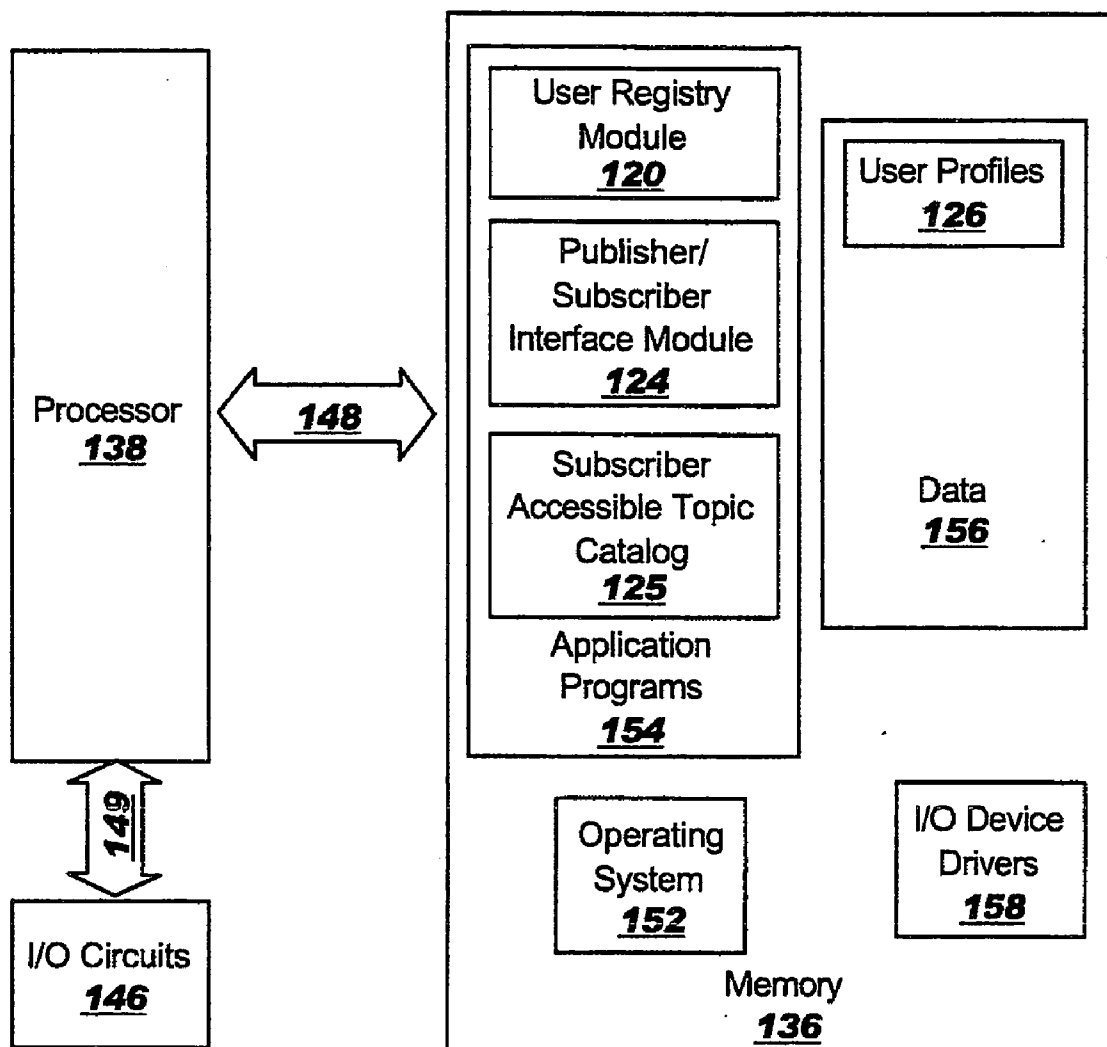 Processor
138
148
149
I/O Circuits
146
User Registry
Module
120
Publisher/
Subscriber
Interface Module
124
Subscriber
Accessible Topic
Catalog
125
Application
Programs
154
User Profiles
126
Data
156
Operating
System
152
I/O Device
Drivers
158
Memory
136